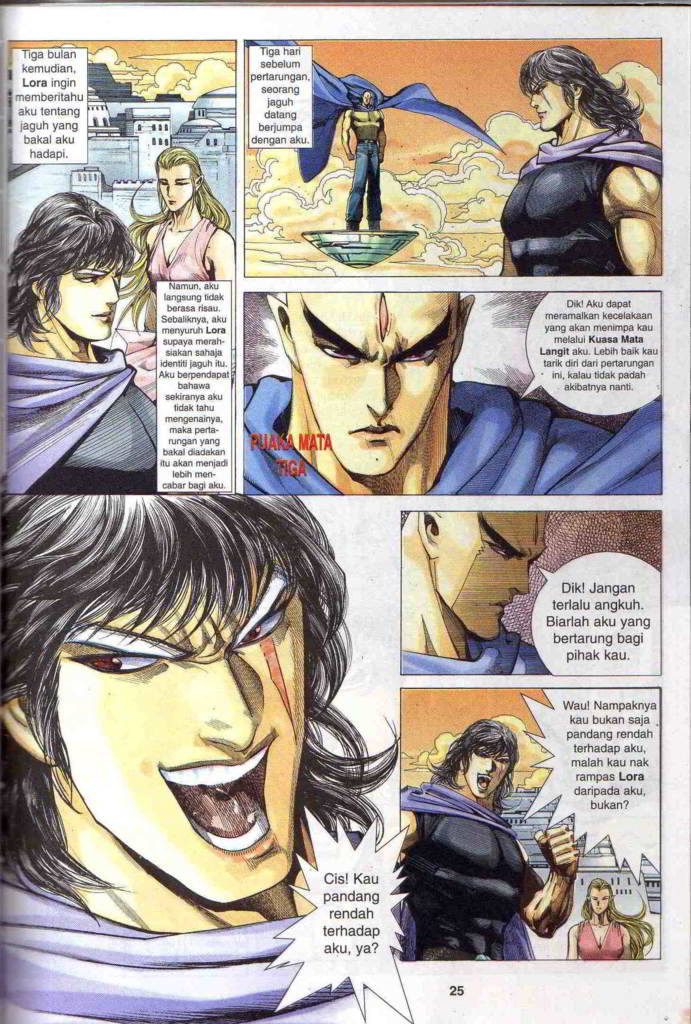 Tiga bulan
kemudian,
Lora ingin
memberitahu
aku tentang
jaguh yang
bakal aku
hadapi.
Namun, aku
langsung tidak
berasa risau.
Sebaliknya, aku
menyuruh Lora
supaya merah-
siakan sahaja
identiti jaguh itu.
Aku berpendapat
bahawa
sekiranya aku
tidak tahu
mengenainya,
maka perta-
rungan yang
bakal diadakan
itu akan menjadi
lebih men-
cabar bagi aku.
Tiga hari
sebelum
pertarungan,
seorang
jaguh
datang
berjumpa
dengan aku.
Dik! Aku dapat
meramalkan kecelakaan
yang akan menimpa kau
melalui Kuasa Mata
Langit aku. Lebih baik kau
tarik diri dari pertarungan
ini, kalau tidak padah
akibatnya nanti.
PUAKA MATA
TIGA
Cis! Kau
pandang
rendah
terhadap
aku, ya?
Dik! Jangan
terlalu angkuh.
Biarlah aku yang
bertarung bagi
pihak kau.
Wau! Nampaknya
kau bukan saja
pandang rendah
terhadap aku,
malah kau nak
rampas Lora
daripada aku,
bukan?
25